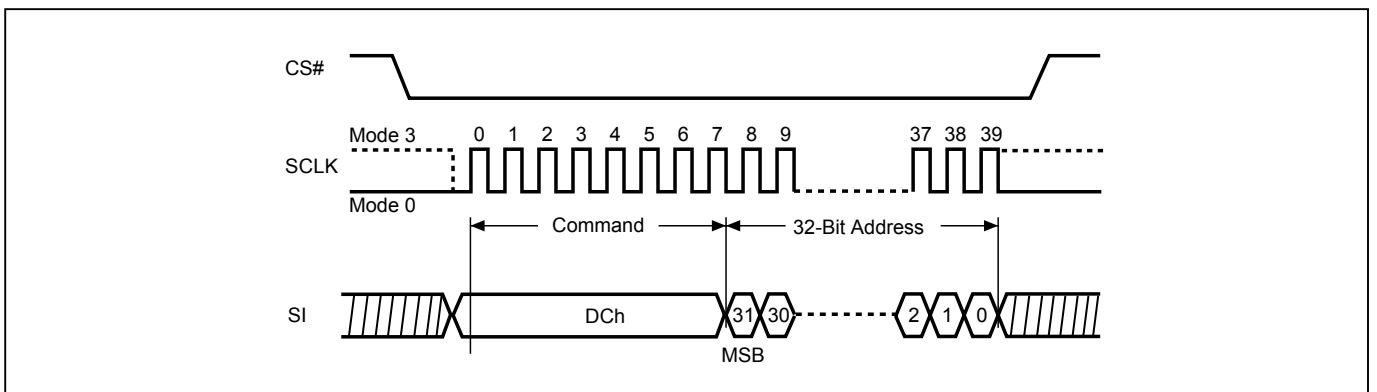 CS#
Mode 3
0 1 2 3 4 5 6 7 8 9 37 38 39
SCLK
Mode 0
Command 32-Bit Address
SI DCh 31 30 2 1 0
MSB